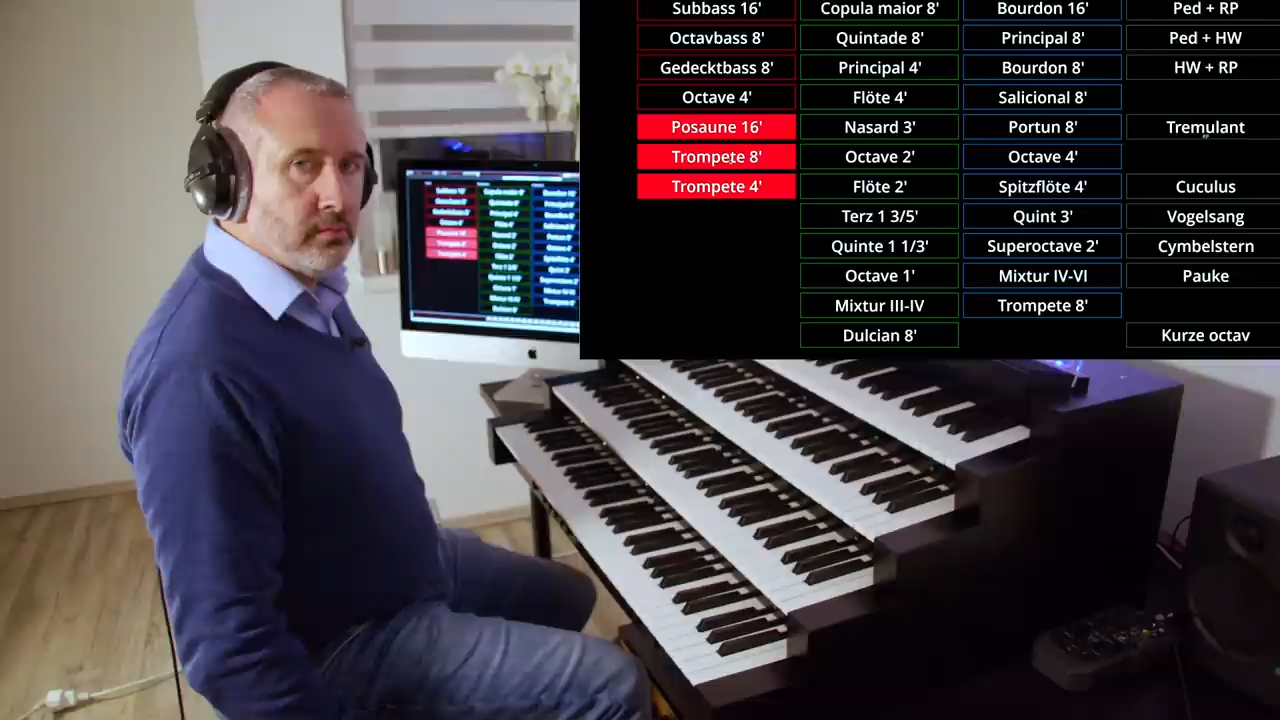 Subbass 16' Copula maior 8' Bourdon 16' Ped + RP
Octavbass 8' Quintade 8' Principal 8' Ped + HW
Gedecktbass 8' Principal 4' Bourdon 8' HW + RP
Octave 4' Flöte 4' Salicional 8'
Posaune 16' Nasard 3' Portun 8' Tremulant
Trompete 8' Octave 2' Octave 4'
Trompete 4' Flöte 2' Spitzflöte 4' Cuculus
Terz 1 3/5' Quint 3' Vogelsang
Quinte 1 1/3' Superoctave 2' Cymbelstern
Octave 1' Mixtur IV-VI Pauke
Mixtur III-IV Trompete 8'
Dulcian 8' Kurze octav